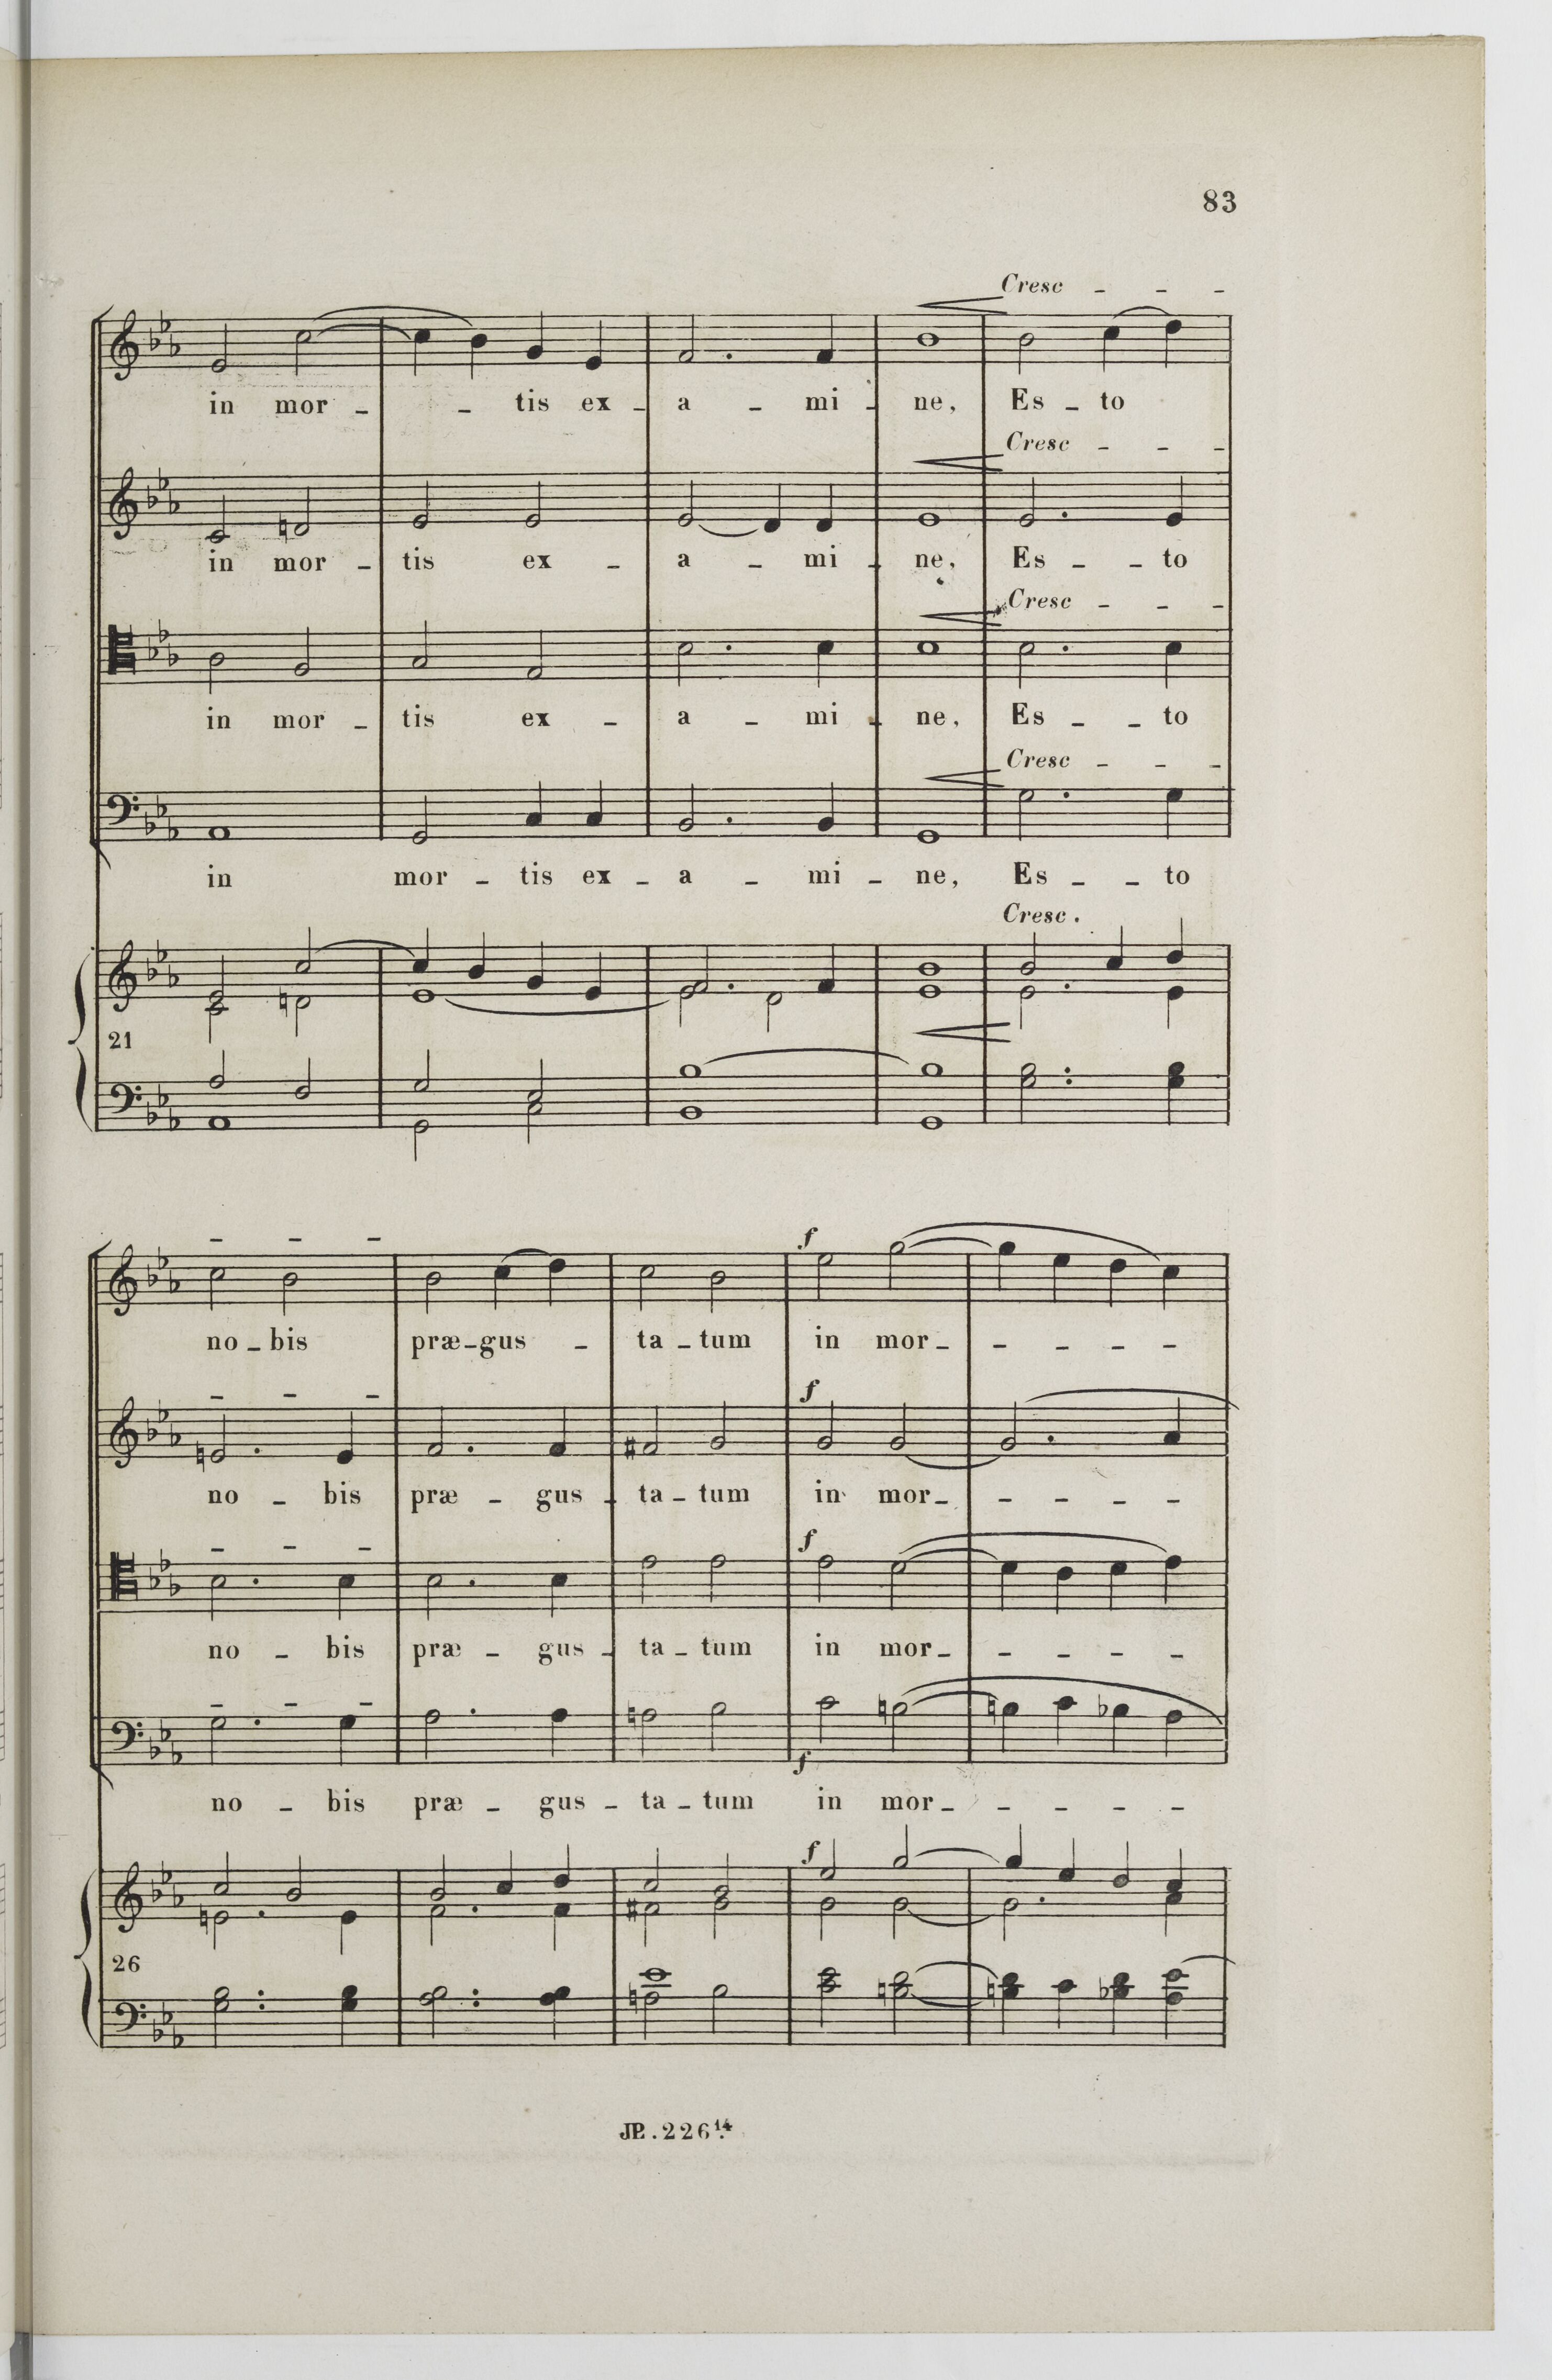 83
Cresc - - -
in mor - - tis ex - a - mi - ne, Es - to
Cresc - - -
in mor - tis ex - a - mi - ne, Es - - to
Cresc - - -
in mor - tis ex - a - mi - ne, Es - - to
Cresc - - -
in mor - tis ex - a - mi - ne, Es - - to
Cresc.
21
- - - f
no - bis præ - gus - ta - tum in mor - - - - -
- - - f
no - bis præ - gus - ta - tum in mor - - - - -
- - - f
no - bis præ - gus - ta - tum in mor - - - - -
- - - f
no - bis præ - gus - ta - tum in mor - - - - -
f
26
JP. 226 14.